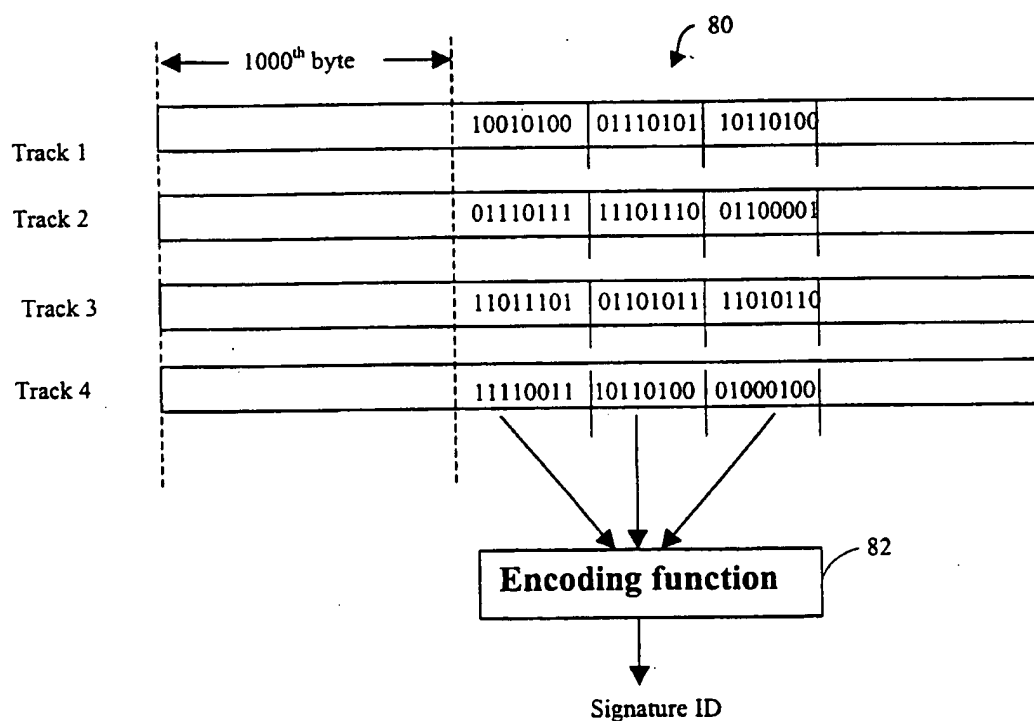 80
1000th byte
Track 1 10010100 01110101 10110100
Track 2 01110111 11101110 01100001
Track 3 11011101 01101011 11010110
Track 4 11110011 10110100 01000100
82
Encoding function
Signature ID